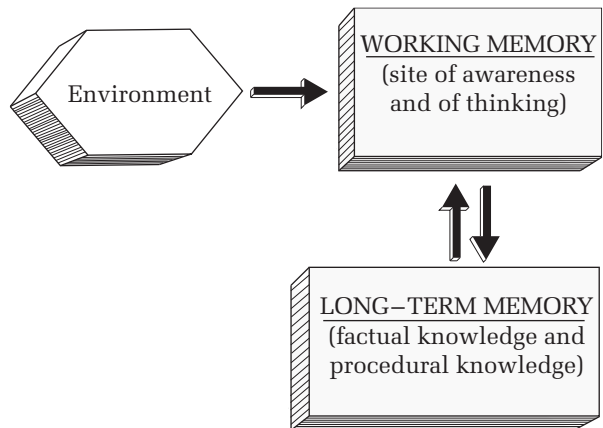 Environment
WORKING MEMORY
(site of awareness
and of thinking)
LONG–TERM MEMORY
(factual knowledge and
procedural knowledge)